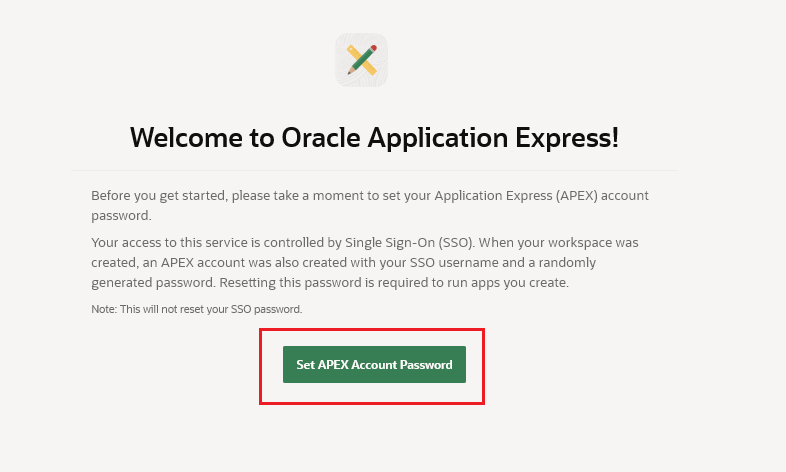 Welcome to Oracle Application Express!
Before you get started, please take a moment to set your Application Express (APEX) account
password.
Your access to this service is controlled by Single Sign-On (SSO). When your workspace was
created, an APEX account was also created with your SSO username and a randomly
generated password. Resetting this password is required to run apps you create.
Note: This will not reset your SSO password.
Set APEX Account Password